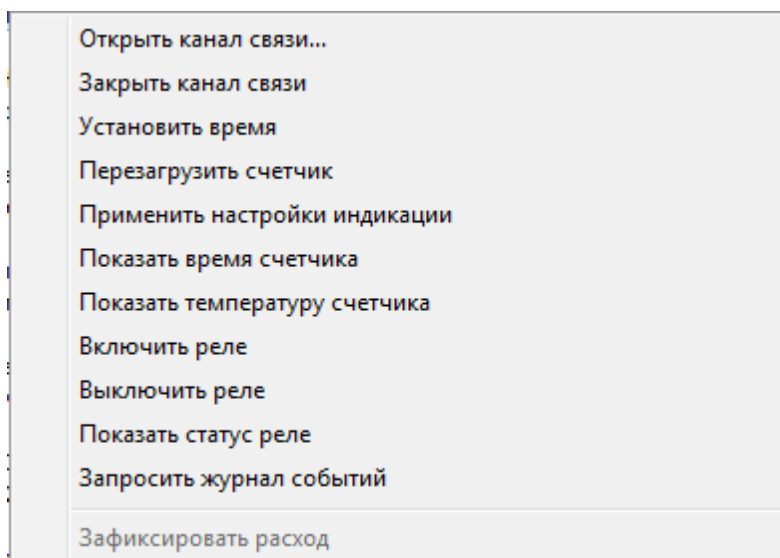 Открыть канал связи...
Закрыть канал связи
Установить время
Перезагрузить счетчик
Применить настройки индикации
Показать время счетчика
Показать температуру счетчика
Включить реле
Выключить реле
Показать статус реле
Запросить журнал событий
Зафиксировать расход